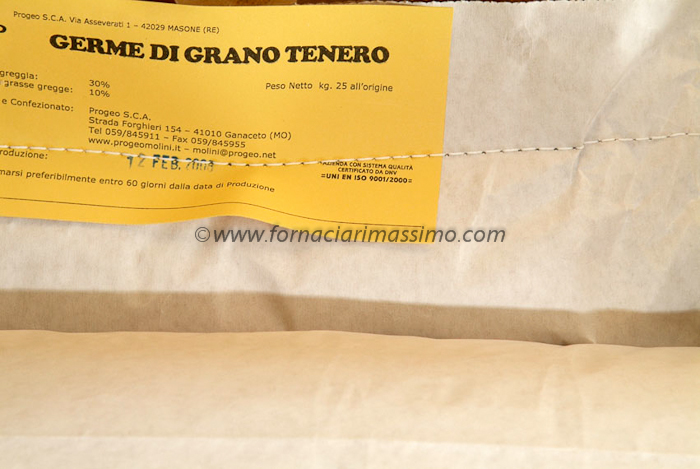 Progeo S.C.A. Via Asseverati 1 – 42029 MASONE (RE)
GERME DI GRANO TENERO
greggia: 30%
grasse gregge: 10%
Peso Netto kg. 25 all'origine
e Confezionato: Progeo S.C.A.
Strada Forghieri 154 – 41010 Ganaceto (MO)
Tel 059/845911 – Fax 059/845955
www.progeomolini.it – molini@progeo.net
roduzione: 12 FEB. 2008
AZIENDA CON SISTEMA QUALITÀ
CERTIFICATO DA DNV
=UNI EN ISO 9001/2000=
marsi preferibilmente entro 60 giorni dalla data di Produzione
©www.fornaciarimassimo.com